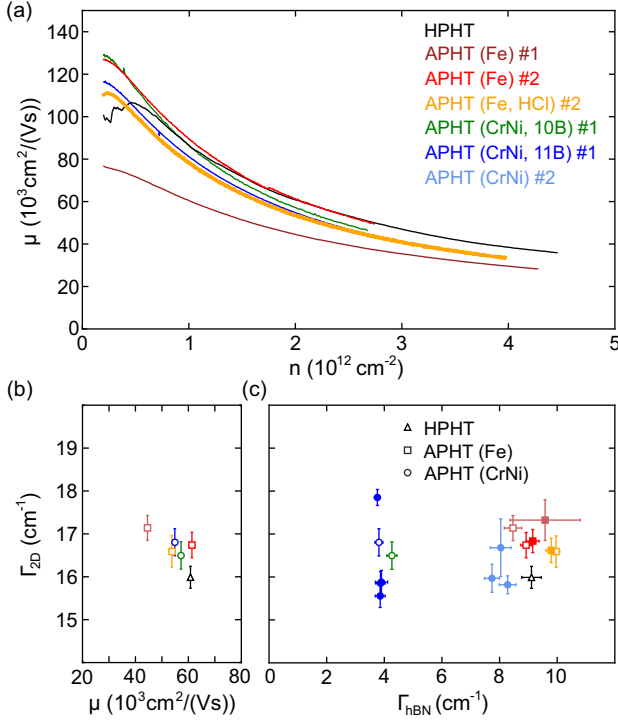 (a)
140
120
100
80
60
40
20
0
μ (10³cm²/(Vs))
HPHT
APHT (Fe) #1
APHT (Fe) #2
APHT (Fe, HCl) #2
APHT (CrNi, 10B) #1
APHT (CrNi, 11B) #1
APHT (CrNi) #2
0 1 2 3 4 5
n (10¹² cm⁻²)
(b)
19
18
17
16
15
Γ2D (cm⁻¹)
20 40 60 80
μ (10³cm²/(Vs))
(c)
HPHT
APHT (Fe)
APHT (CrNi)
0 2 4 6 8 10
ΓhBN (cm⁻¹)